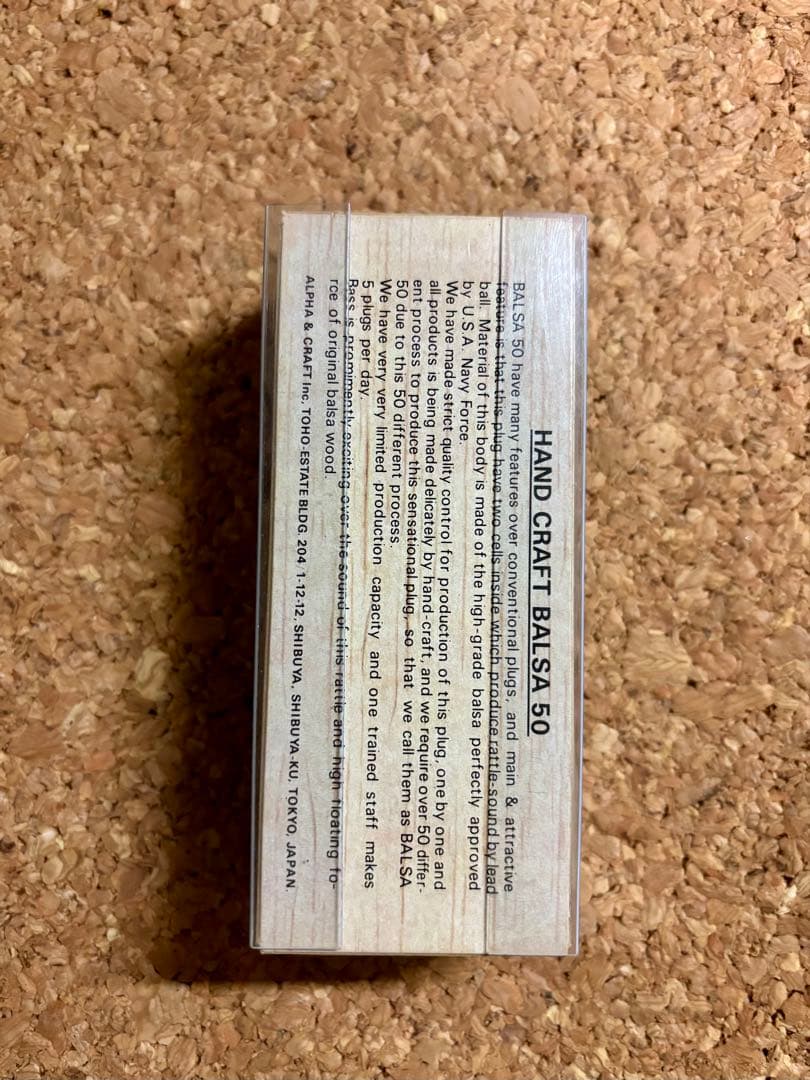 HAND CRAFT BALSA 50
BALSA 50 have many features over conventional plugs, and main & attractive
feature is that this plug have two cells inside which produce rattle-sound by lead
ball. Material of this body is made of the high-grade balsa perfectly approved
by U.S.A. Navy Force.
We have made strict quality control for production of this plug, one by one and
all products is being made delicately by hand-craft, and we require over 50 differ-
ent process to produce this sensational plug, so that we call them as BALSA
50 due to this 50 different process.
We have very very limited production capacity and one trained staff makes
5 plugs per day.
Bass is promimently exciting over the sound of this rattle and high floating fo-
rce of original balsa wood.
ALPHA & CRAFT Inc. TOHO-ESTATE BLDG. 204 1-12-12, SHIBUYA, SHIBUYA-KU, TOKYO, JAPAN.